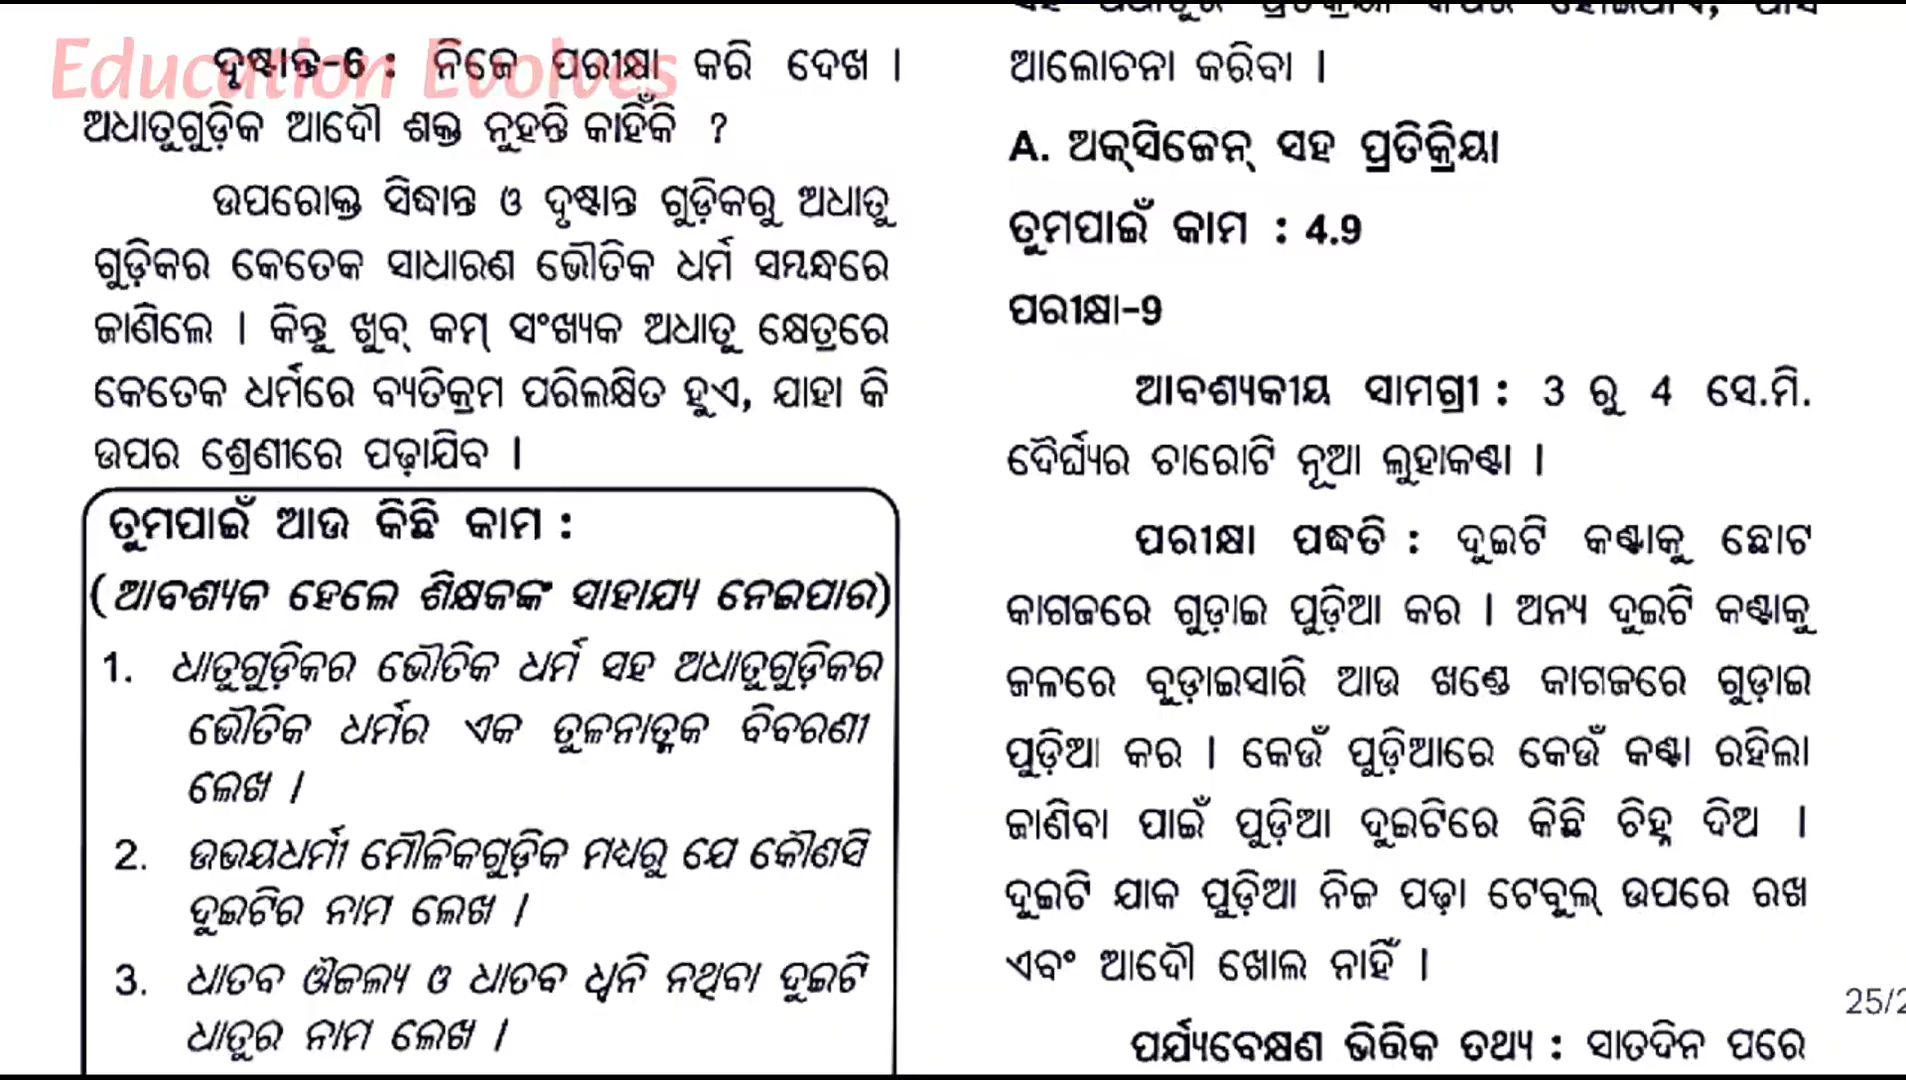 Education Evolves
ଦୃଷ୍ଟାନ୍ତ-6 : ନିଜେ ପରୀକ୍ଷା କରି ଦେଖ ।
ଅଧାତୁଗୁଡ଼ିକ ଆଦୌ ଶକ୍ତ ନୁହନ୍ତି କାହିଁକି ?
ଉପରୋକ୍ତ ସିଦ୍ଧାନ୍ତ ଓ ଦୃଷ୍ଟାନ୍ତ ଗୁଡ଼ିକରୁ ଅଧାତୁ
ଗୁଡ଼ିକର କେତେକ ସାଧାରଣ ଭୌତିକ ଧର୍ମ ସମ୍ବନ୍ଧରେ
ଜାଣିଲେ । କିନ୍ତୁ ଖୁବ୍ କମ୍ ସଂଖ୍ୟକ ଅଧାତୁ କ୍ଷେତ୍ରରେ
କେତେକ ଧର୍ମରେ ବ୍ୟତିକ୍ରମ ପରିଲକ୍ଷିତ ହୁଏ, ଯାହା କି
ଉପର ଶ୍ରେଣୀରେ ପଢ଼ାଯିବ ।
ତୁମପାଇଁ ଆଉ କିଛି କାମ :
(ଆବଶ୍ୟକ ହେଲେ ଶିକ୍ଷକଙ୍କ ସାହାଯ୍ୟ ନେଇପାର)
1. ଧାତୁଗୁଡ଼ିକର ଭୌତିକ ଧର୍ମ ସହ ଅଧାତୁଗୁଡ଼ିକର
ଭୌତିକ ଧର୍ମର ଏକ ତୁଳନାତ୍ମକ ବିବରଣୀ
ଲେଖ ।
2. ଉଭୟଧର୍ମୀ ମୌଳିକଗୁଡ଼ିକ ମଧ୍ୟରୁ ଯେ କୌଣସି
ଦୁଇଟିର ନାମ ଲେଖ ।
3. ଧାତବ ଔଜଲ୍ୟ ଓ ଧାତବ ଧ୍ୱନି ନଥିବା ଦୁଇଟି
ଧାତୁର ନାମ ଲେଖ ।
ଆଲୋଚନା କରିବା ।
A. ଅକ୍‌ସିଜେନ୍ ସହ ପ୍ରତିକ୍ରିୟା
ତୁମପାଇଁ କାମ : 4.9
ପରୀକ୍ଷା-9
ଆବଶ୍ୟକୀୟ ସାମଗ୍ରୀ : 3 ରୁ 4 ସେ.ମି.
ଦୈର୍ଘ୍ୟର ଚାରୋଟି ନୂଆ ଲୁହାକଣ୍ଟା ।
ପରୀକ୍ଷା ପଦ୍ଧତି : ଦୁଇଟି କଣ୍ଟାକୁ ଛୋଟ
କାଗଜରେ ଗୁଡ଼ାଇ ପୁଡ଼ିଆ କର । ଅନ୍ୟ ଦୁଇଟି କଣ୍ଟାକୁ
ଜଳରେ ବୁଡ଼ାଇସାରି ଆଉ ଖଣ୍ଡେ କାଗଜରେ ଗୁଡ଼ାଇ
ପୁଡ଼ିଆ କର । କେଉଁ ପୁଡ଼ିଆରେ କେଉଁ କଣ୍ଟା ରହିଲା
ଜାଣିବା ପାଇଁ ପୁଡ଼ିଆ ଦୁଇଟିରେ କିଛି ଚିହ୍ନ ଦିଅ ।
ଦୁଇଟି ଯାକ ପୁଡ଼ିଆ ନିଜ ପଢ଼ା ଟେବୁଲ୍ ଉପରେ ରଖ
ଏବଂ ଆଦୌ ଖୋଲ ନାହିଁ ।
ପର୍ଯ୍ୟବେକ୍ଷଣ ଭିତ୍ତିକ ତଥ୍ୟ : ସାତଦିନ ପରେ
25/2